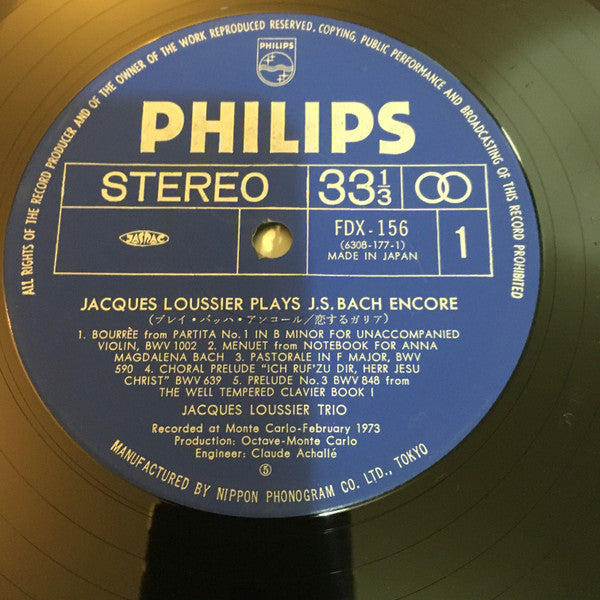 ALL RIGHTS OF THE RECORD PRODUCER AND OF THE OWNER OF THE WORK REPRODUCED RESERVED. COPYING, PUBLIC PERFORMANCE AND BROADCASTING OF THIS RECORD PROHIBITED
PHILIPS
PHILIPS
STEREO 33 1/3
JASRAC
FDX-156
(6308-177-1)
MADE IN JAPAN
1
JACQUES LOUSSIER PLAYS J.S. BACH ENCORE
(プレイ・バッハ・アンコール/恋するガリア)
1. BOURRÈE from PARTITA No.1 IN B MINOR FOR UNACCOMPANIED
VIOLIN, BWV 1002 2. MENUET from NOTEBOOK FOR ANNA
MAGDALENA BACH 3. PASTORALE IN F MAJOR, BWV
590 4. CHORAL PRELUDE "ICH RUF'ZU DIR, HERR JESU
CHRIST" BWV 639 5. PRELUDE No.3 BWV 848 from
THE WELL TEMPERED CLAVIER BOOK I
JACQUES LOUSSIER TRIO
Recorded at Monte Carlo-February 1973
Production: Octave-Monte Carlo
Engineer: Claude Achallé
⑤
MANUFACTURED BY NIPPON PHONOGRAM CO. LTD., TOKYO